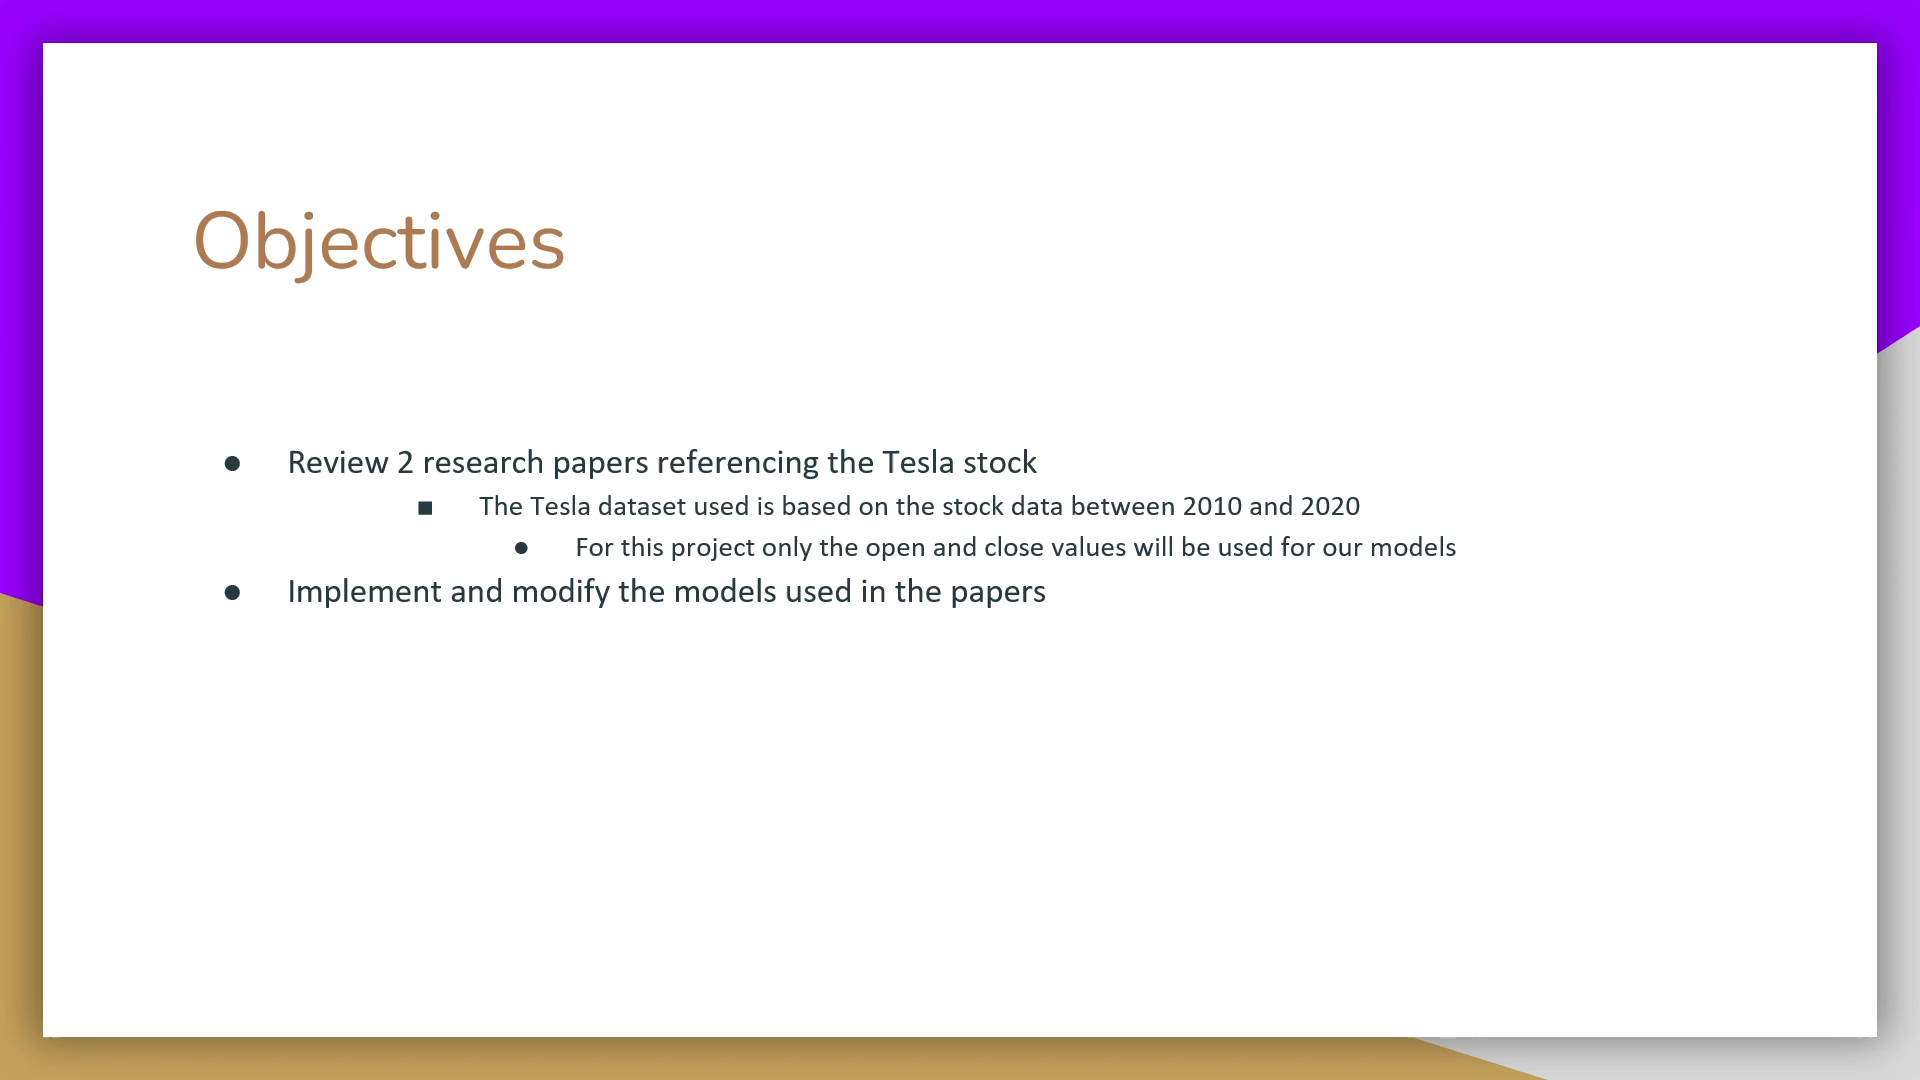 Objectives
● Review 2 research papers referencing the Tesla stock
■ The Tesla dataset used is based on the stock data between 2010 and 2020
● For this project only the open and close values will be used for our models
● Implement and modify the models used in the papers